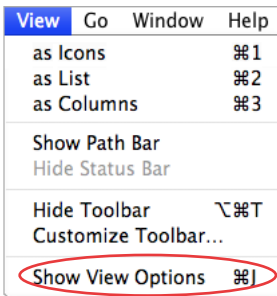 View Go Window Help
as Icons ⌘1
as List ⌘2
as Columns ⌘3
Show Path Bar
Hide Status Bar
Hide Toolbar ⌥⌘T
Customize Toolbar...
Show View Options ⌘J